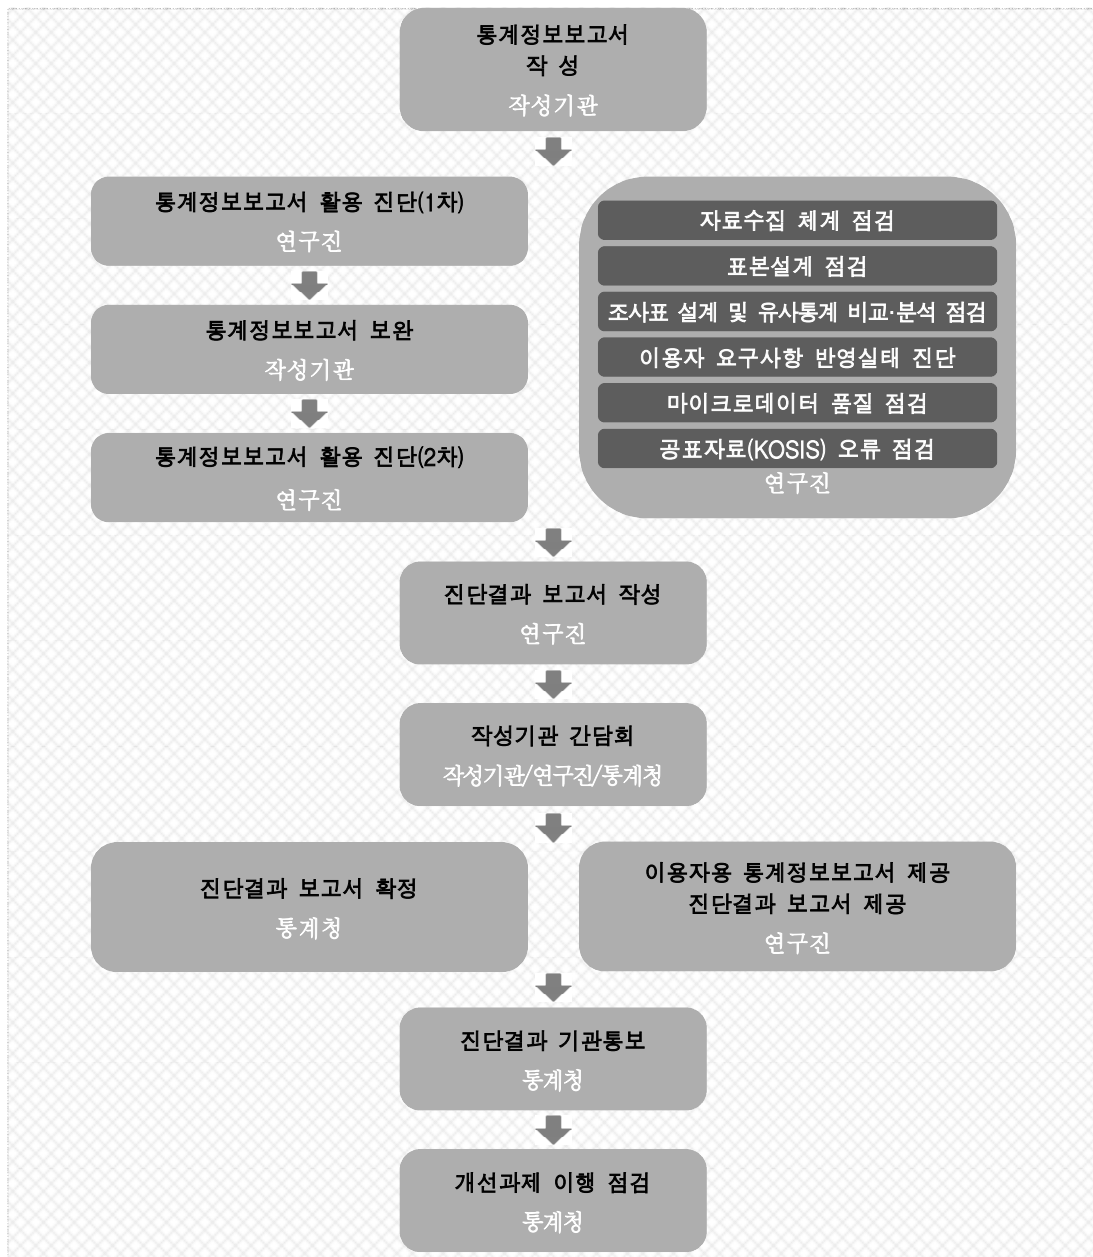 통계정보보고서
작 성
작성기관
통계정보보고서 활용 진단(1차)
연구진
통계정보보고서 보완
작성기관
통계정보보고서 활용 진단(2차)
연구진
자료수집 체계 점검
표본설계 점검
조사표 설계 및 유사통계 비교·분석 점검
이용자 요구사항 반영실태 진단
마이크로데이터 품질 점검
공표자료(KOSIS) 오류 점검
연구진
진단결과 보고서 작성
연구진
작성기관 간담회
작성기관/연구진/통계청
진단결과 보고서 확정
통계청
이용자용 통계정보보고서 제공
진단결과 보고서 제공
연구진
진단결과 기관통보
통계청
개선과제 이행 점검
통계청